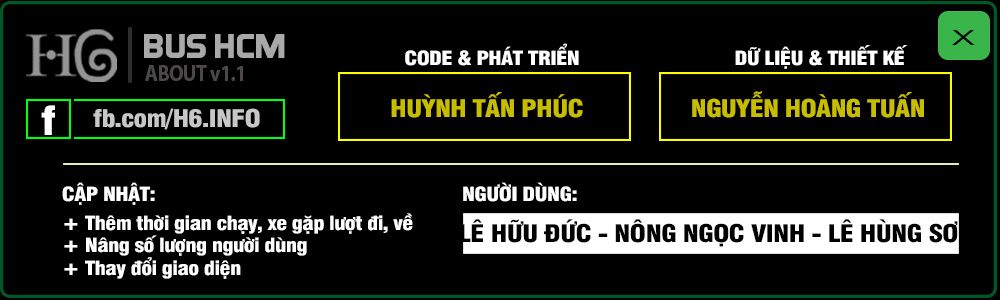 H6
BUS HCM
ABOUT v1.1
f fb.com/H6.INFO
CODE & PHÁT TRIỂN
HUỲNH TẤN PHÚC
DỮ LIỆU & THIẾT KẾ
NGUYỄN HOÀNG TUẤN
X
CẬP NHẬT:
+ Thêm thời gian chạy, xe gặp lượt đi, về
+ Nâng số lượng người dùng
+ Thay đổi giao diện
NGƯỜI DÙNG:
LÊ HỮU ĐỨC - NÔNG NGỌC VINH - LÊ HÙNG SƠ